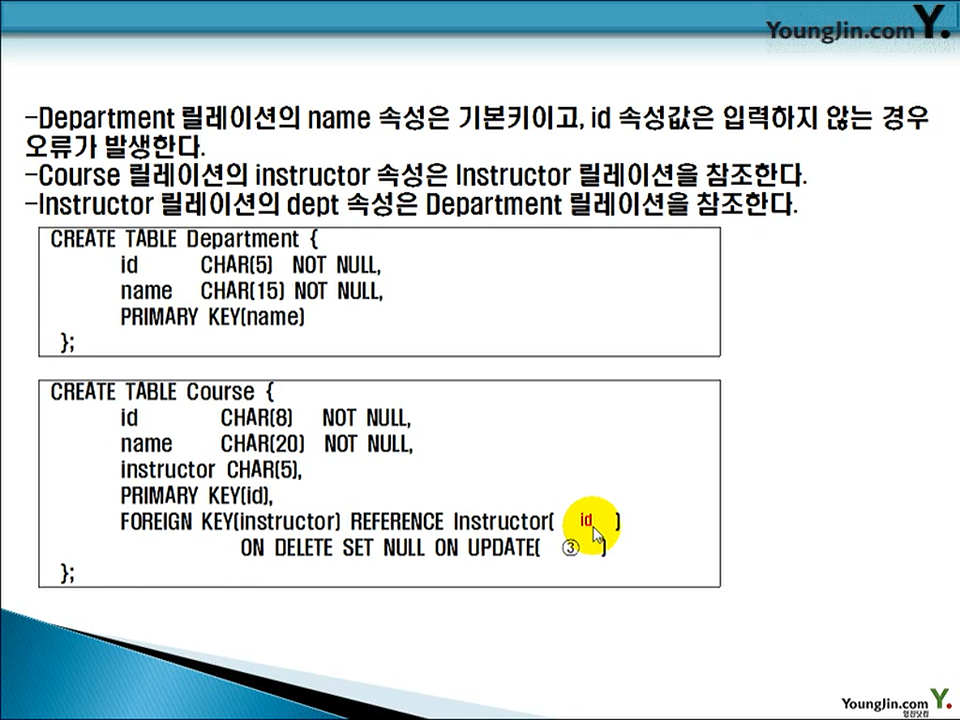 YoungJin.com Y.
-Department 릴레이션의 name 속성은 기본키이고, id 속성값은 입력하지 않는 경우
오류가 발생한다.
-Course 릴레이션의 instructor 속성은 Instructor 릴레이션을 참조한다.
-Instructor 릴레이션의 dept 속성은 Department 릴레이션을 참조한다.
CREATE TABLE Department {
id CHAR(5) NOT NULL,
name CHAR(15) NOT NULL,
PRIMARY KEY(name)
};
CREATE TABLE Course {
id CHAR(8) NOT NULL,
name CHAR(20) NOT NULL,
instructor CHAR(5),
PRIMARY KEY(id),
FOREIGN KEY(instructor) REFERENCE Instructor( id )
ON DELETE SET NULL ON UPDATE( ③ )
};
YoungJin.com Y.
영진닷컴